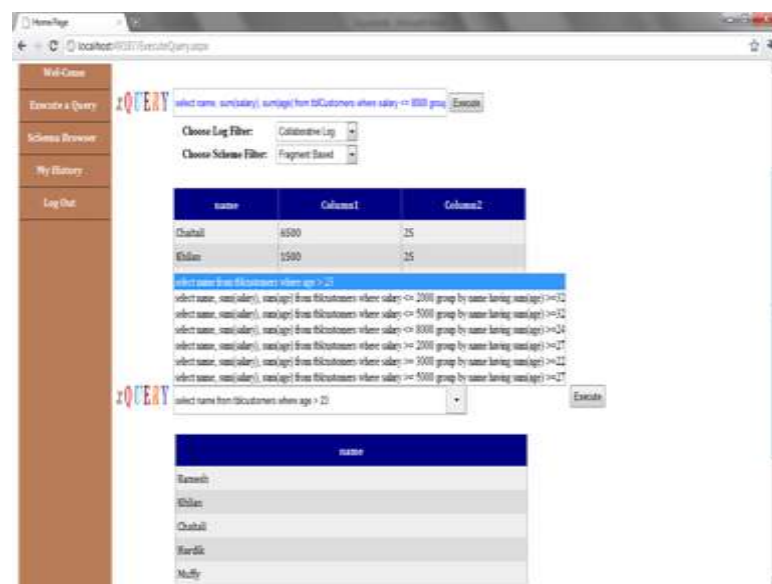 HomePage
localhost:49387/ExecuteQuery.aspx
Wel-Come
Execute a Query
Schema Browser
My History
Log Out
xQUERY select name, sum(salary), sum(age) from tblCustomers where salary <= 8000 group Execute
Choose Log Filter: Collaborative Log
Choose Scheme Filter: Fragment Based
name Column1 Column2
Chaitali 6500 25
Khilan 1500 25
select name from tblcustomers where age > 23
select name, sum(salary), sum(age) from tblcustomers where salary <= 2000 group by name having sum(age) >=32
select name, sum(salary), sum(age) from tblcustomers where salary <= 5000 group by name having sum(age) >=32
select name, sum(salary), sum(age) from tblcustomers where salary <= 8000 group by name having sum(age) >=24
select name, sum(salary), sum(age) from tblcustomers where salary >= 2000 group by name having sum(age) >=27
select name, sum(salary), sum(age) from tblcustomers where salary >= 3000 group by name having sum(age) >=22
select name, sum(salary), sum(age) from tblcustomers where salary >= 5000 group by name having sum(age) >=27
xQUERY select name from tblcustomers where age > 23 Execute
name
Ramesh
Khilan
Chaitali
Hardik
Muffy